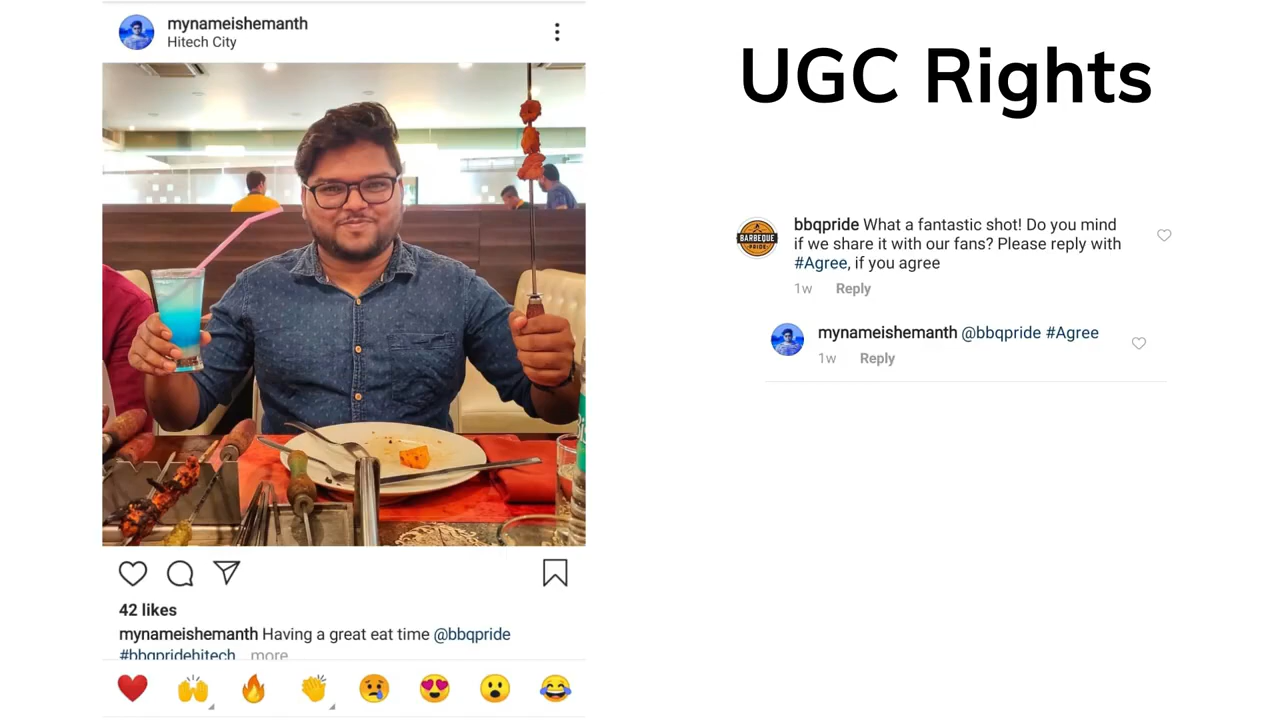 mynameishemanth
Hitech City
42 likes
mynameishemanth Having a great eat time @bbqpride
#bbqpridehitech... more
UGC Rights
BARBEQUE
PRIDE
bbqpride What a fantastic shot! Do you mind
if we share it with our fans? Please reply with
#Agree, if you agree
1w Reply
mynameishemanth @bbqpride #Agree
1w Reply